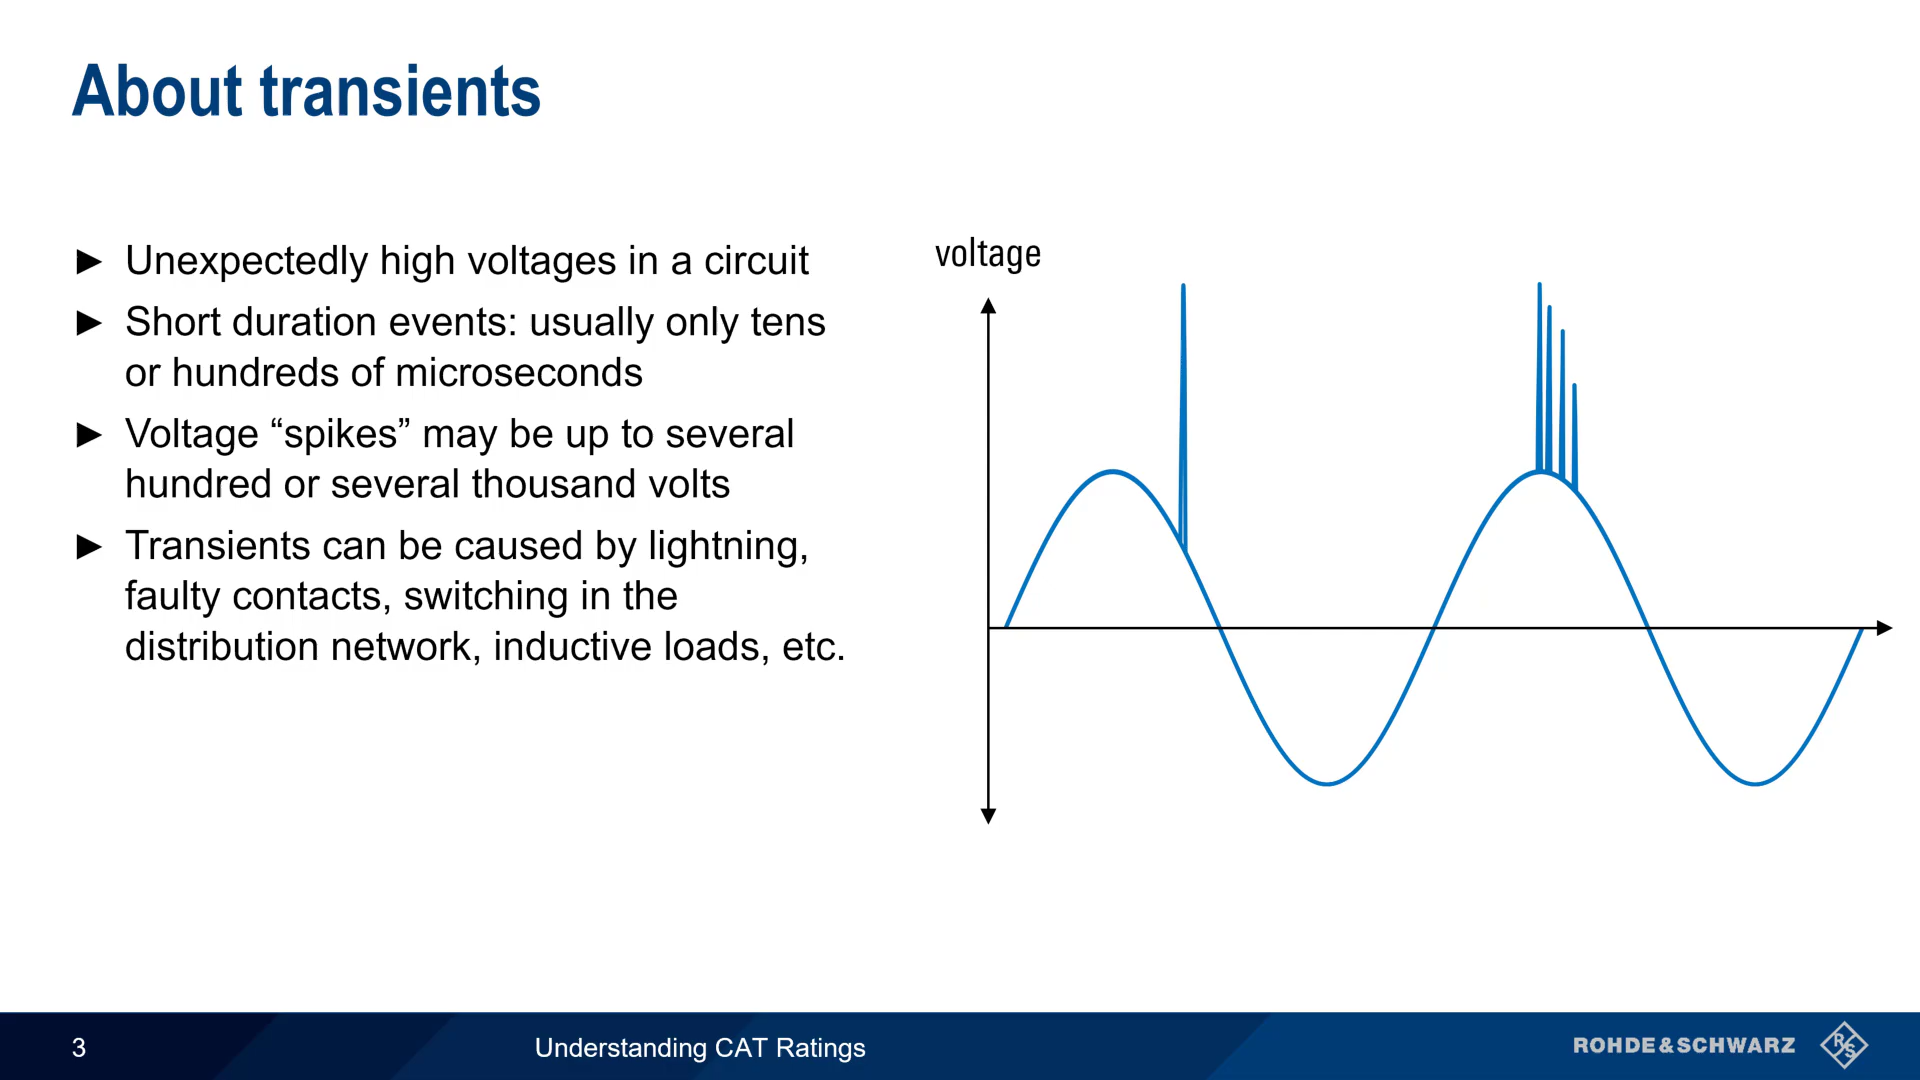 About transients
► Unexpectedly high voltages in a circuit
► Short duration events: usually only tens
or hundreds of microseconds
► Voltage “spikes” may be up to several
hundred or several thousand volts
► Transients can be caused by lightning,
faulty contacts, switching in the
distribution network, inductive loads, etc.
voltage
3
Understanding CAT Ratings
ROHDE&SCHWARZ
R&S